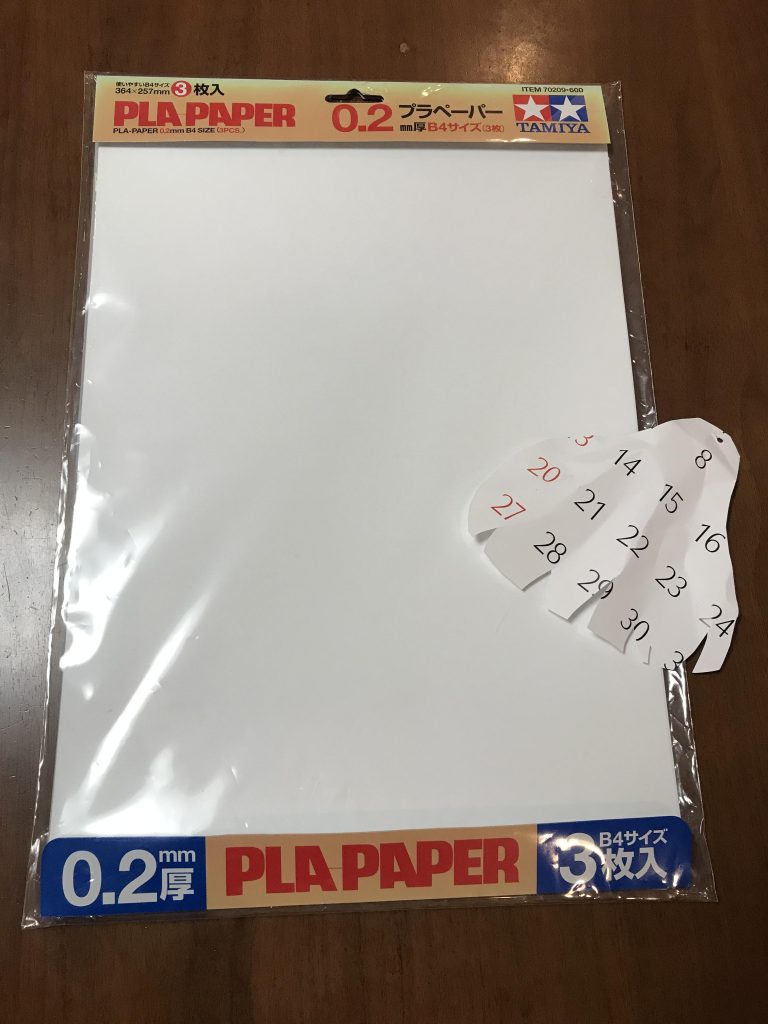 使いやすいB4サイズ
364×257mm 3枚入
PLA PAPER
PLA-PAPER 0.2mm B4 SIZE (3PCS.)
0.2 プラペーパー
mm厚B4サイズ(3枚)
ITEM 70209•600
TAMIYA
14 8
20 15
27 21 16
28 22
29 23
30 24
0.2mm厚
PLA PAPER
B4サイズ
3枚入